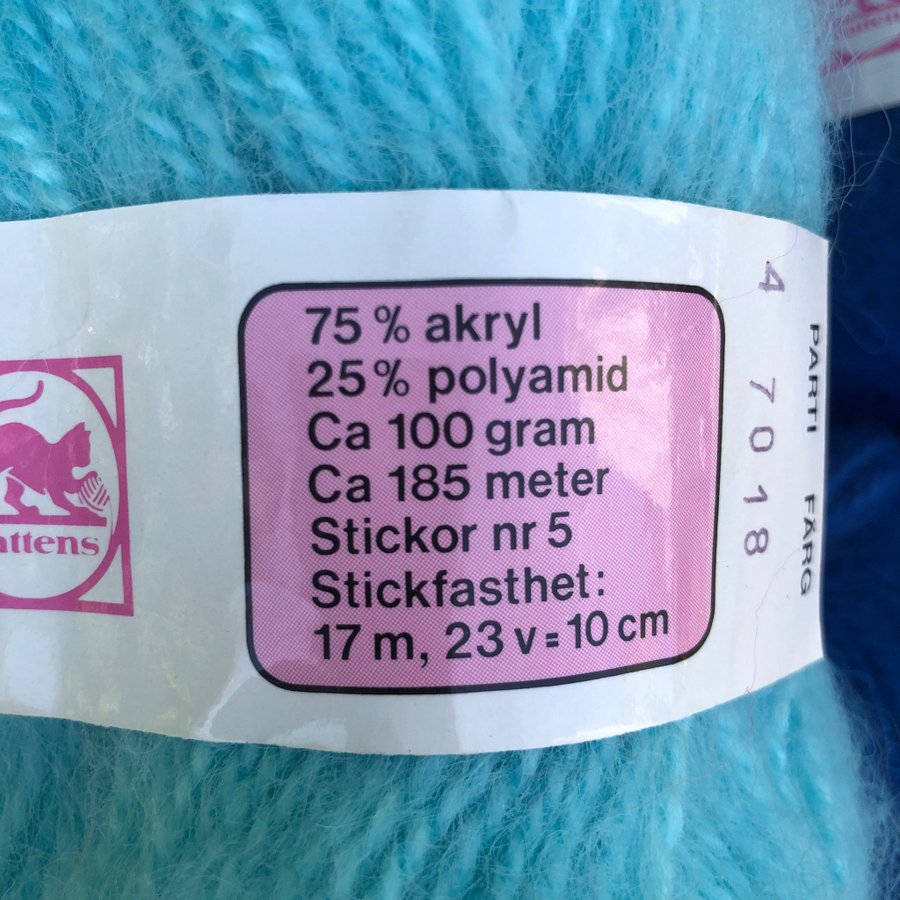 75 % akryl
25 % polyamid
Ca 100 gram
Ca 185 meter
Stickor nr 5
Stickfasthet:
17 m, 23 v = 10 cm
ttens
PARTI FÄRG
4 7018